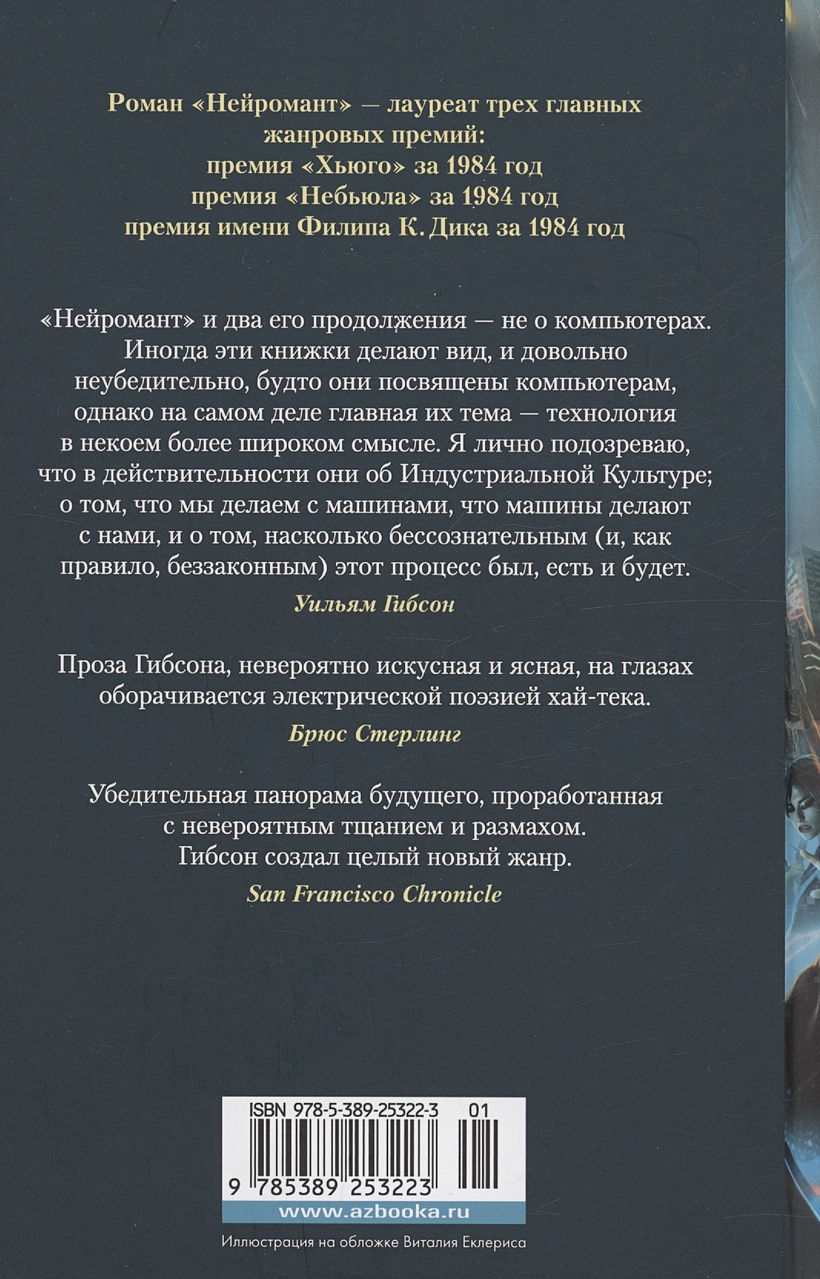 Роман «Нейромант» — лауреат трех главных
жанровых премий:
премия «Хьюго» за 1984 год
премия «Небьюла» за 1984 год
премия имени Филипа К. Дика за 1984 год
«Нейромант» и два его продолжения — не о компьютерах.
Иногда эти книжки делают вид, и довольно
неубедительно, будто они посвящены компьютерам,
однако на самом деле главная их тема — технология
в некоем более широком смысле. Я лично подозреваю,
что в действительности они об Индустриальной Культуре;
о том, что мы делаем с машинами, что машины делают
с нами, и о том, насколько бессознательным (и, как
правило, беззаконным) этот процесс был, есть и будет.
Уильям Гибсон
Проза Гибсона, невероятно искусная и ясная, на глазах
оборачивается электрической поэзией хай-тека.
Брюс Стерлинг
Убедительная панорама будущего, проработанная
с невероятным тщанием и размахом.
Гибсон создал целый новый жанр.
San Francisco Chronicle
ISBN 978-5-389-25322-3 01
9 785389 253223
www.azbooka.ru
Иллюстрация на обложке Виталия Еклериса